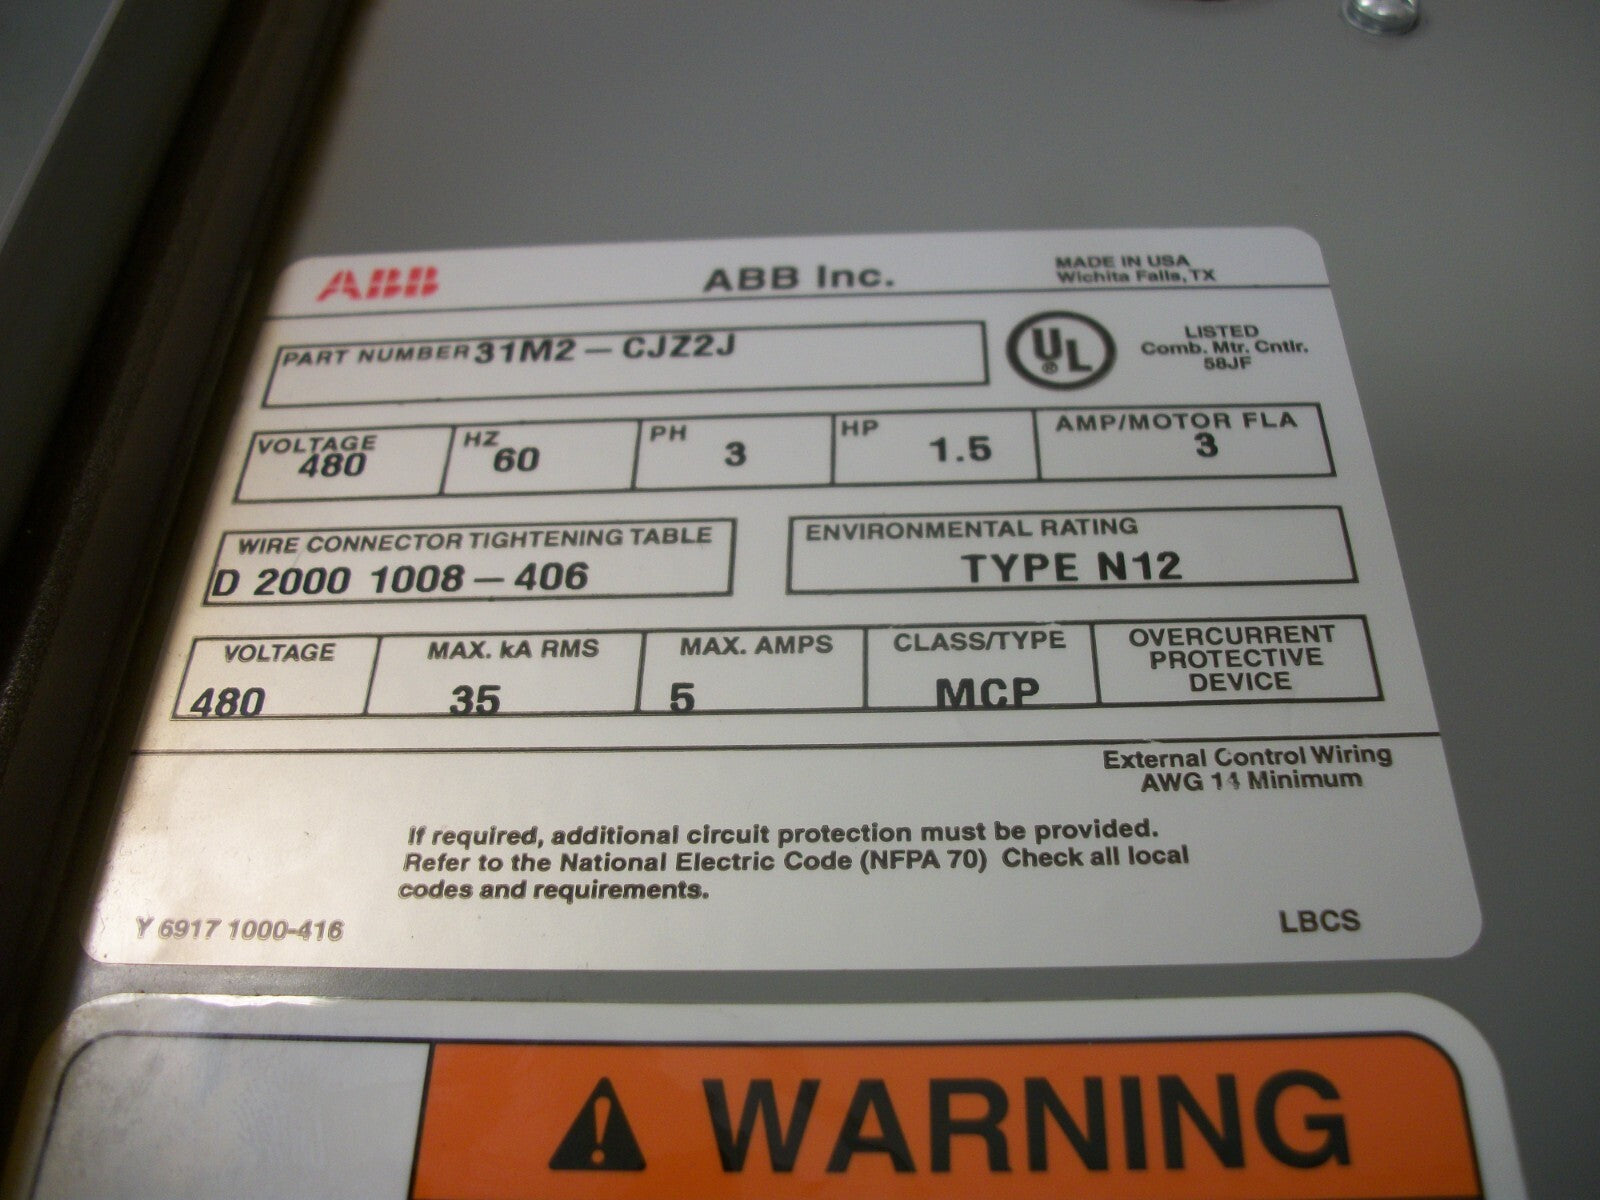 ABB ABB Inc. MADE IN USA
Wichita Falls, TX
PART NUMBER 31M2 - CJZ2J
UL ® LISTED
Comb. Mtr. Cntlr.
58JF
VOLTAGE HZ PH HP AMP/MOTOR FLA
480 60 3 1.5 3
WIRE CONNECTOR TIGHTENING TABLE
D 2000 1008 - 406
ENVIRONMENTAL RATING
TYPE N12
VOLTAGE MAX. kA RMS MAX. AMPS CLASS/TYPE OVERCURRENT
PROTECTIVE
DEVICE
480 35 5 MCP
External Control Wiring
AWG 14 Minimum
If required, additional circuit protection must be provided.
Refer to the National Electric Code (NFPA 70) Check all local
codes and requirements.
Y 6917 1000-416 LBCS
WARNING